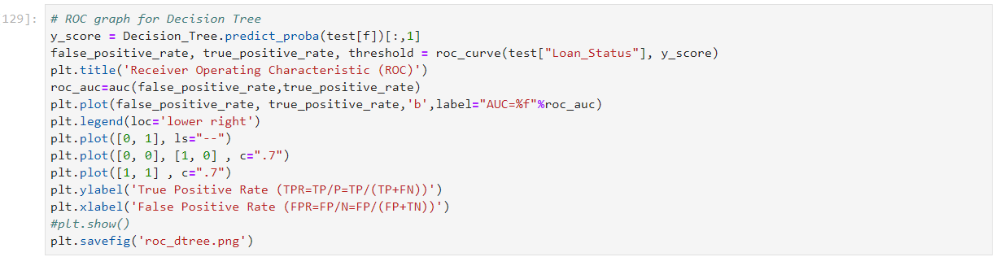 129]: # ROC graph for Decision Tree
y_score = Decision_Tree.predict_proba(test[f])[:,1]
false_positive_rate, true_positive_rate, threshold = roc_curve(test["Loan_Status"], y_score)
plt.title('Receiver Operating Characteristic (ROC)')
roc_auc=auc(false_positive_rate,true_positive_rate)
plt.plot(false_positive_rate, true_positive_rate,'b',label="AUC=%f"%roc_auc)
plt.legend(loc='lower right')
plt.plot([0, 1], ls="--")
plt.plot([0, 0], [1, 0] , c=".7")
plt.plot([1, 1] , c=".7")
plt.ylabel('True Positive Rate (TPR=TP/P=TP/(TP+FN))')
plt.xlabel('False Positive Rate (FPR=FP/N=FP/(FP+TN))')
#plt.show()
plt.savefig('roc_dtree.png')